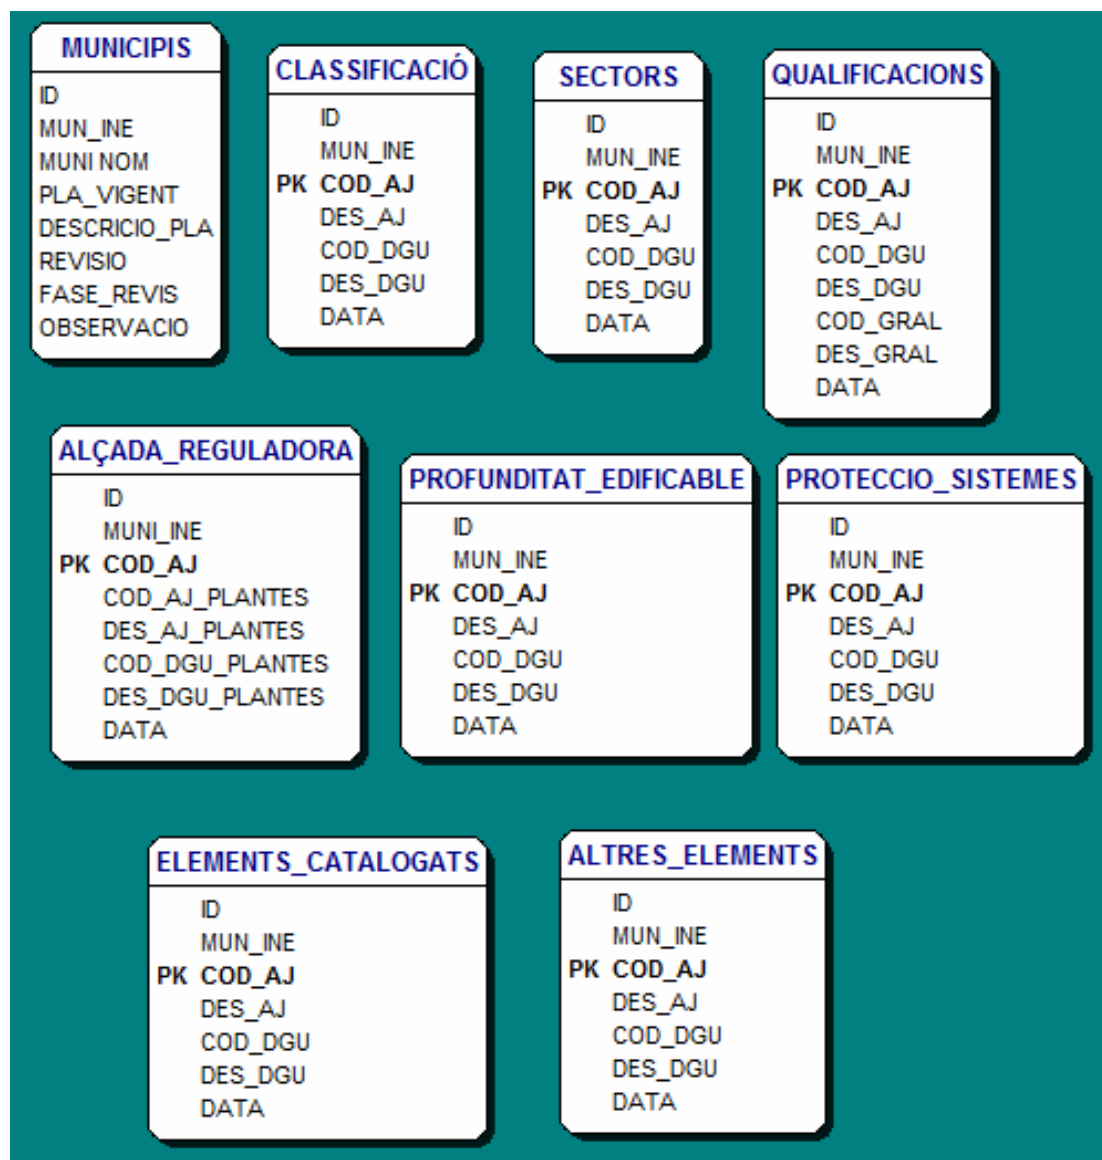 MUNICIPIS
ID
MUN_INE
MUNI NOM
PLA_VIGENT
DESCRICIO_PLA
REVISIO
FASE_REVIS
OBSERVACIO
CLASSIFICACIÓ
ID
MUN_INE
PK COD_AJ
DES_AJ
COD_DGU
DES_DGU
DATA
SECTORS
ID
MUN_INE
PK COD_AJ
DES_AJ
COD_DGU
DES_DGU
DATA
QUALIFICACIONS
ID
MUN_INE
PK COD_AJ
DES_AJ
COD_DGU
DES_DGU
COD_GRAL
DES_GRAL
DATA
ALÇADA_REGULADORA
ID
MUNI_INE
PK COD_AJ
COD_AJ_PLANTES
DES_AJ_PLANTES
COD_DGU_PLANTES
DES_DGU_PLANTES
DATA
PROFUNDITAT_EDIFICABLE
ID
MUN_INE
PK COD_AJ
DES_AJ
COD_DGU
DES_DGU
DATA
PROTECCIO_SISTEMES
ID
MUN_INE
PK COD_AJ
DES_AJ
COD_DGU
DES_DGU
DATA
ELEMENTS_CATALOGATS
ID
MUN_INE
PK COD_AJ
DES_AJ
COD_DGU
DES_DGU
DATA
ALTRES_ELEMENTS
ID
MUN_INE
PK COD_AJ
DES_AJ
COD_DGU
DES_DGU
DATA